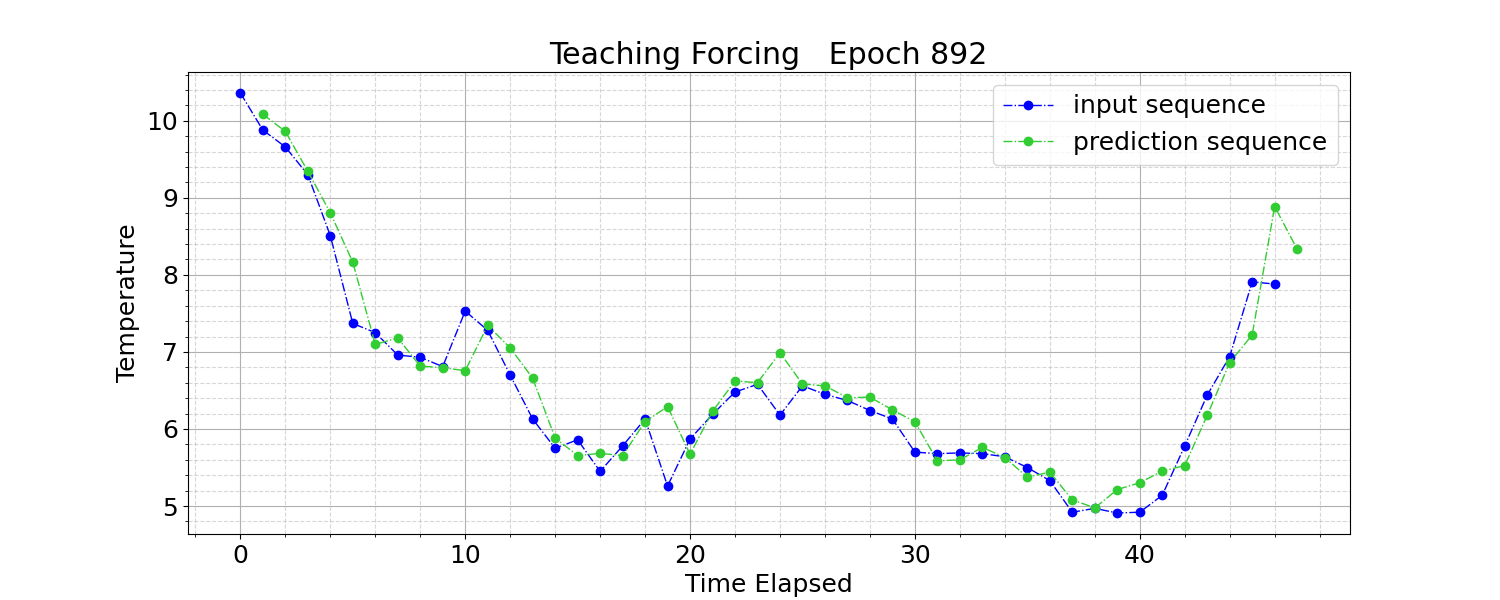 Teaching Forcing   Epoch 892
input sequence
prediction sequence
Temperature
10
9
8
7
6
5
0 10 20 30 40
Time Elapsed